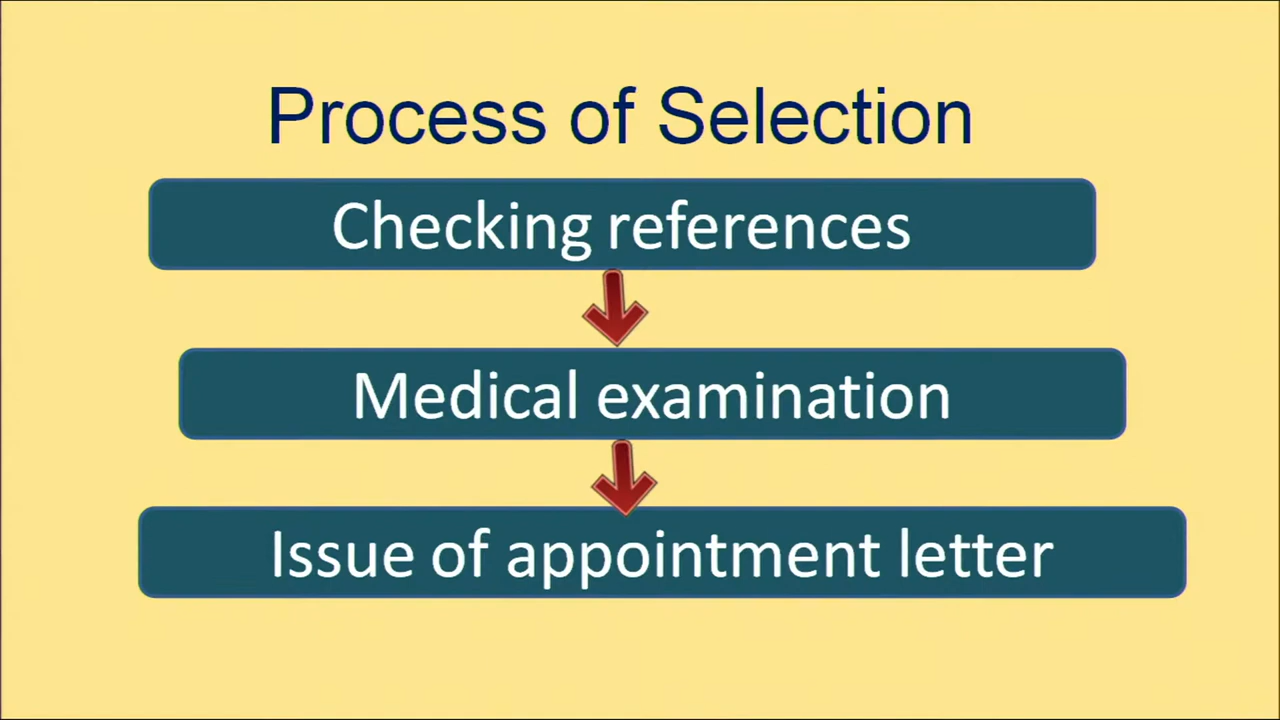 Process of Selection
Checking references
Medical examination
Issue of appointment letter